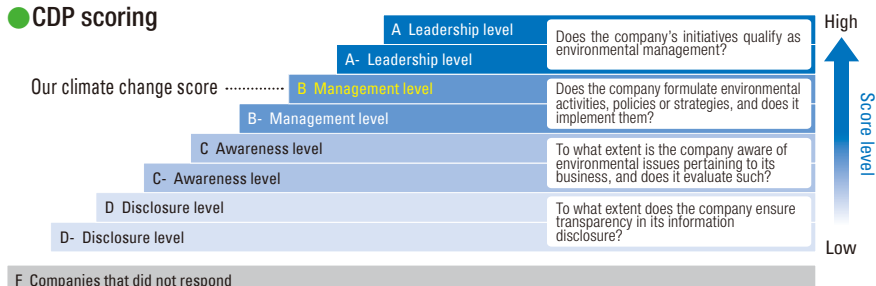 CDP scoring
A Leadership level
Does the company's initiatives qualify as
environmental management?
High
A- Leadership level
Our climate change score
B Management level
Does the company formulate environmental
activities, policies or strategies, and does it
implement them?
B- Management level
Score level
C Awareness level
To what extent is the company aware of
environmental issues pertaining to its
business, and does it evaluate such?
C- Awareness level
D Disclosure level
To what extent does the company ensure
transparency in its information
disclosure?
D- Disclosure level
Low
F Companies that did not respond